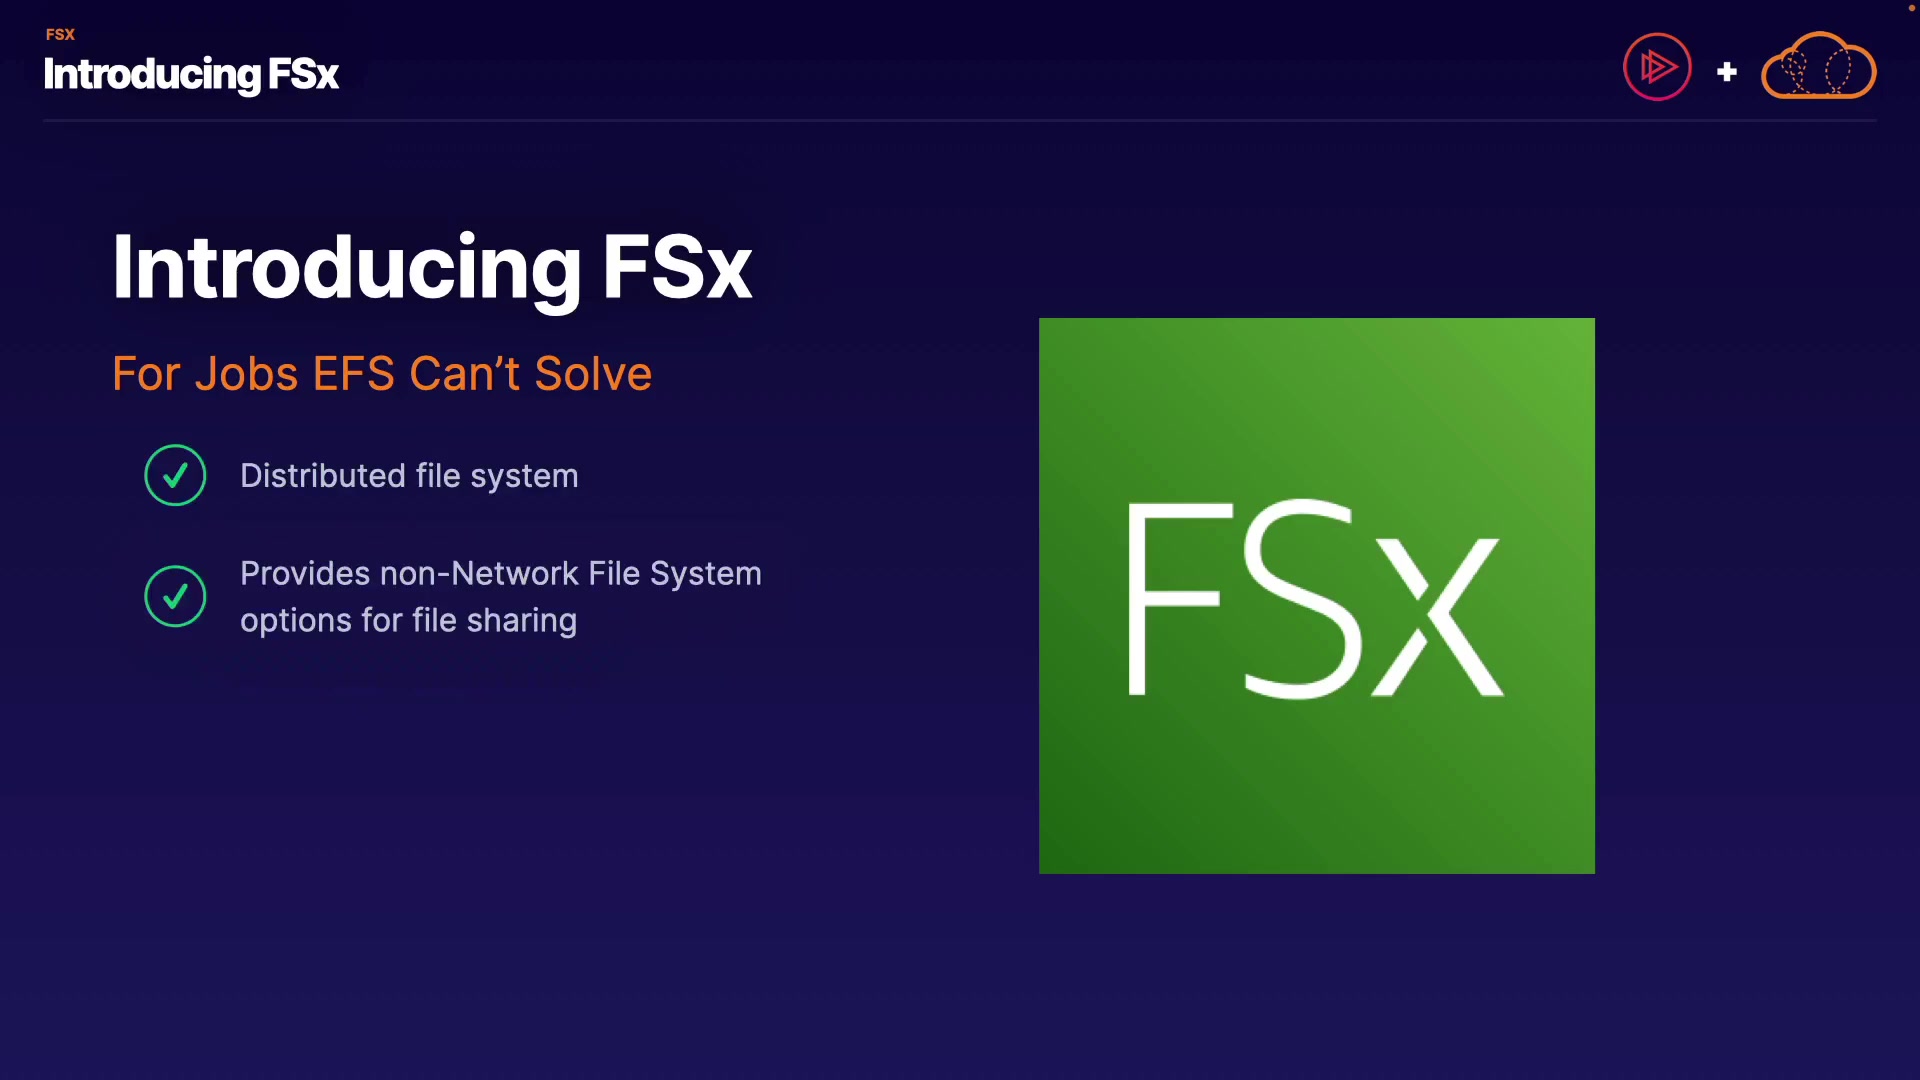 FSX
Introducing FSx
Introducing FSx
For Jobs EFS Can’t Solve
Distributed file system
Provides non-Network File System
options for file sharing
FSx